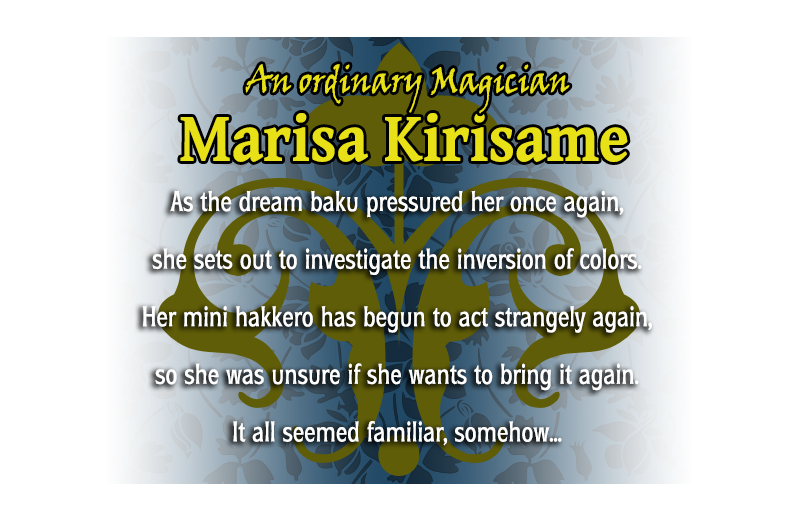 An ordinary Magician
Marisa Kirisame
As the dream baku pressured her once again,
she sets out to investigate the inversion of colors.
Her mini hakkero has begun to act strangely again,
so she was unsure if she wants to bring it again.
It all seemed familiar, somehow...